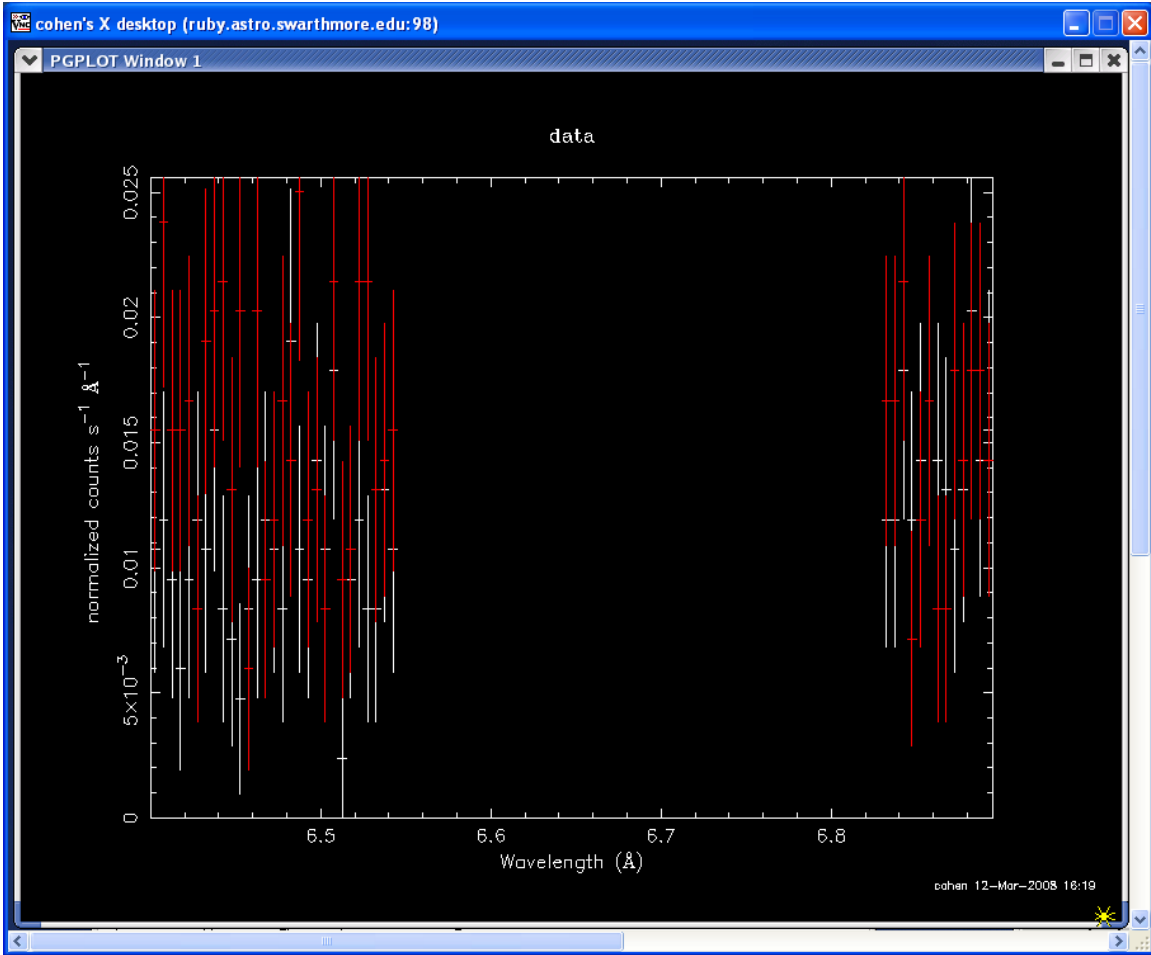 cohen's X desktop (ruby.astro.swarthmore.edu:98)
PGPLOT Window 1
data
normalized counts s⁻¹ Å⁻¹
0.025
0.02
0.015
0.01
5×10⁻³
0
6.5 6.6 6.7 6.8
Wavelength (Å)
cohen 12-Mar-2008 16:19